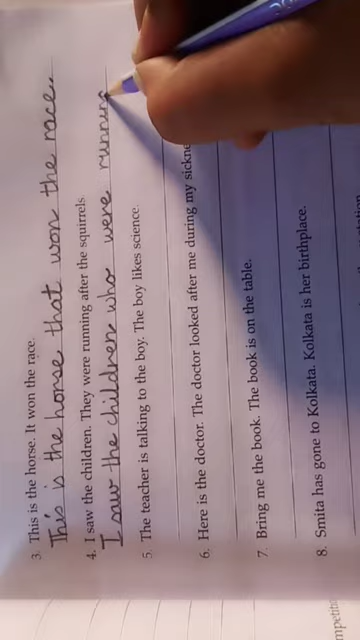 3. This is the horse. It won the race.
This is the horse that won the race.
4. I saw the children. They were running after the squirrels.
I saw the children who were running
5. The teacher is talking to the boy. The boy likes science.
6. Here is the doctor. The doctor looked after me during my
7. Bring me the book. The book is on the table.
8. Smita has gone to Kolkata. Kolkata is her birthplace.